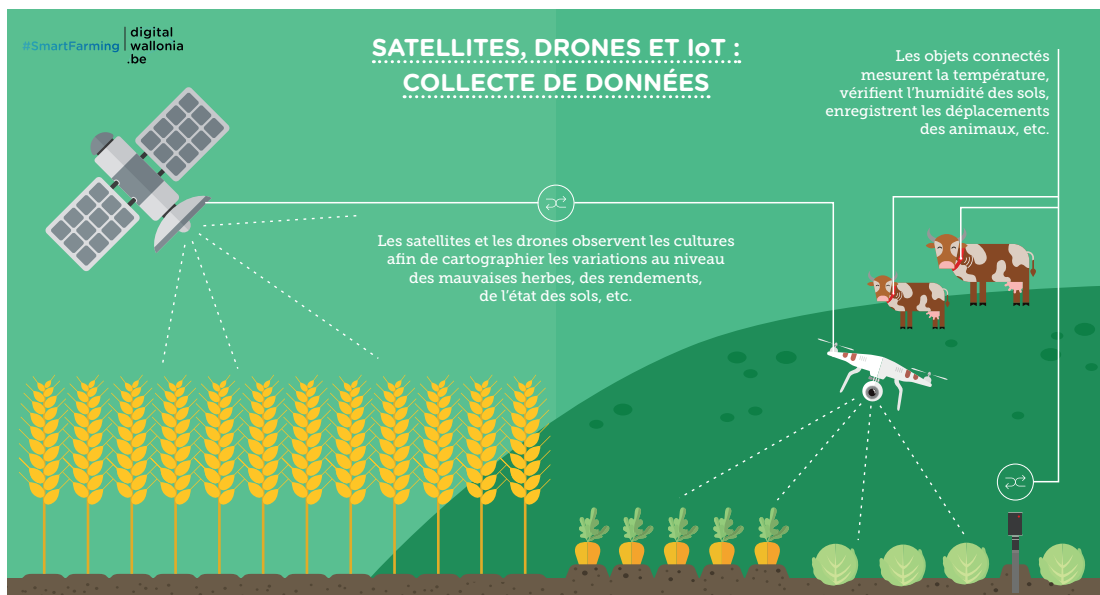 #SmartFarming
digital
wallonia
.be
SATELLITES, DRONES ET IoT :
COLLECTE DE DONNÉES
Les objets connectés
mesurent la température,
vérifient l'humidité des sols,
enregistrent les déplacements
des animaux, etc.
Les satellites et les drones observent les cultures
afin de cartographier les variations au niveau
des mauvaises herbes, des rendements,
de l'état des sols, etc.